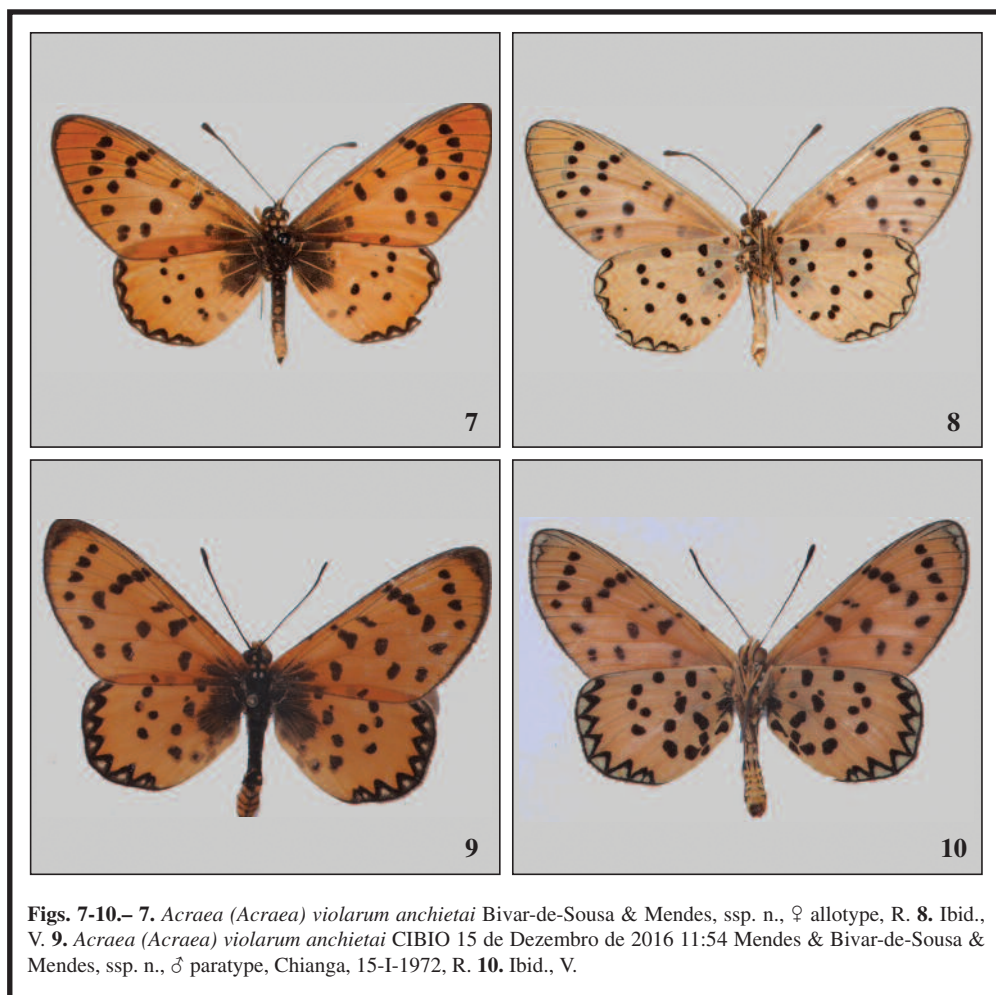 7
8
9
10
Figs. 7-10.– 7. Acraea (Acraea) violarum anchietai Bivar-de-Sousa & Mendes, ssp. n., ♀ allotype, R. 8. Ibid.,
V. 9. Acraea (Acraea) violarum anchietai CIBIO 15 de Dezembro de 2016 11:54 Mendes & Bivar-de-Sousa &
Mendes, ssp. n., ♂ paratype, Chianga, 15-I-1972, R. 10. Ibid., V.